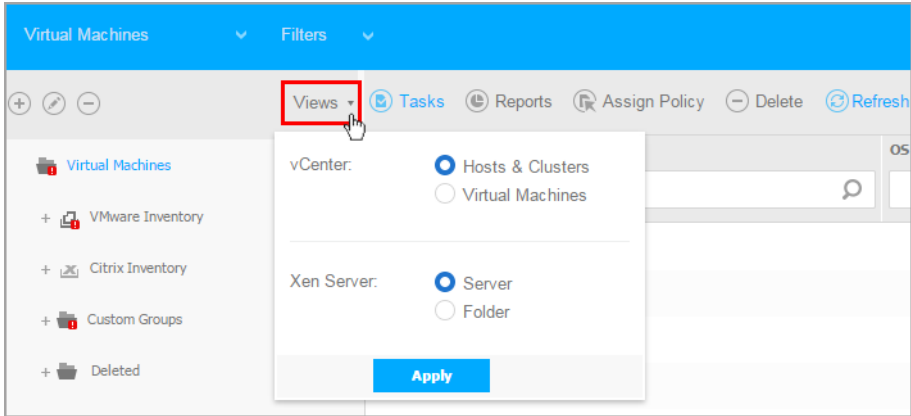 Virtual Machines
Filters
Views
Tasks
Reports
Assign Policy
Delete
Refresh
OS
Virtual Machines
+ VMware Inventory
+ Citrix Inventory
+ Custom Groups
+ Deleted
vCenter:
Hosts & Clusters
Virtual Machines
Xen Server:
Server
Folder
Apply